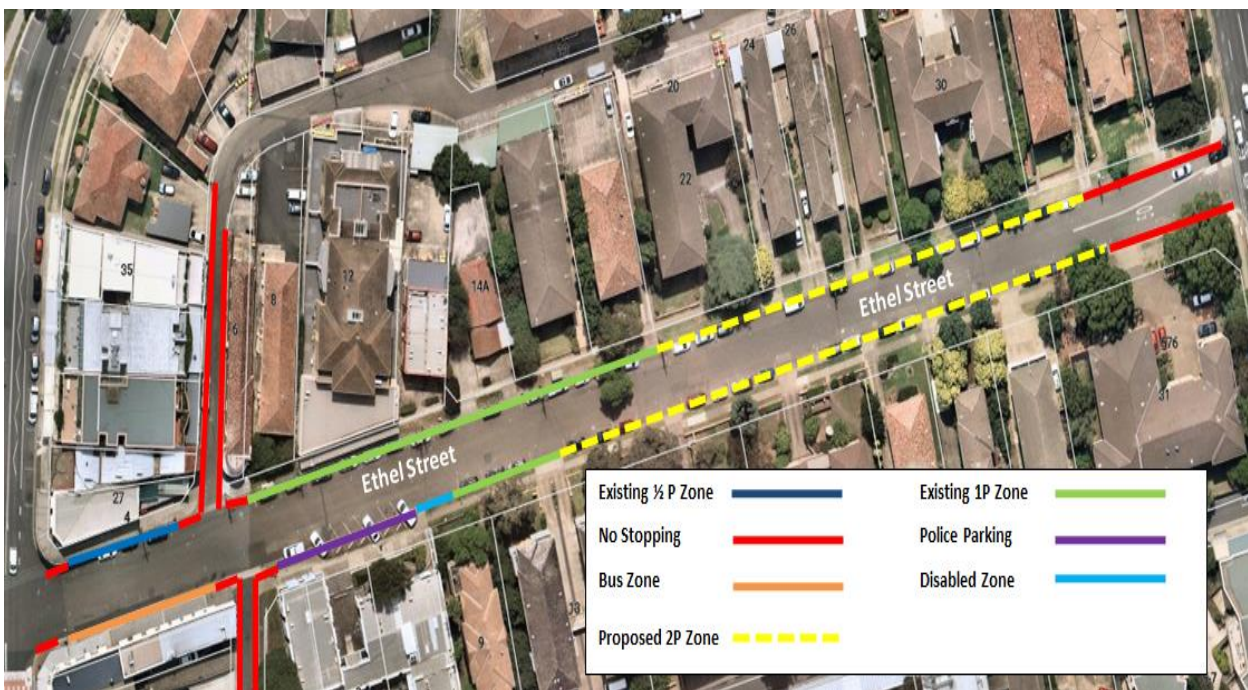 26
24
20
30
22
35
12
8
6
14A
Ethel Street
Ethel Street
27
4
31
9
13
Existing ½ P Zone
Existing 1P Zone
No Stopping
Police Parking
Bus Zone
Disabled Zone
Proposed 2P Zone